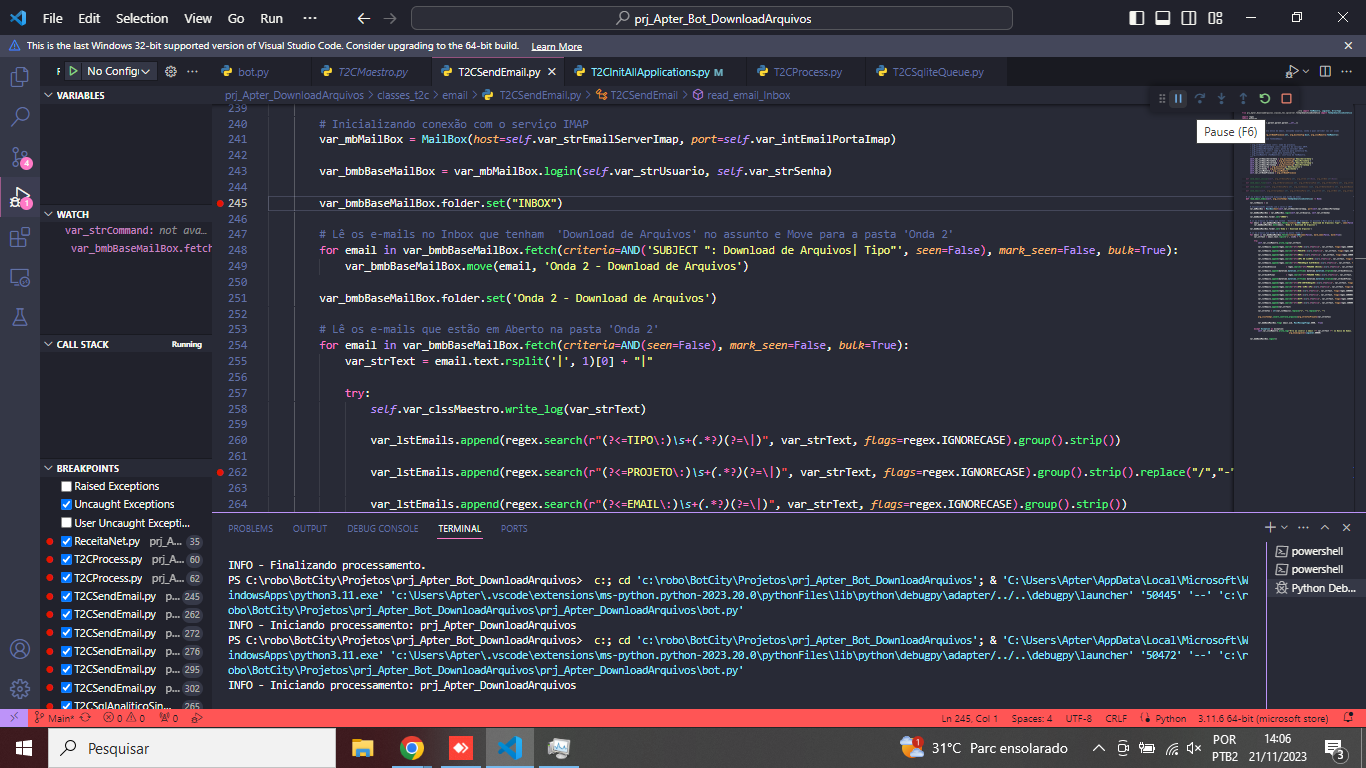 File Edit Selection View Go Run ··· prj_Apter_Bot_DownloadArquivos
This is the last Windows 32-bit supported version of Visual Studio Code. Consider upgrading to the 64-bit build. Learn More
No Config
bot.py T2CMaestro.py T2CSendEmail.py T2CInitAllApplications.py M T2CProcess.py T2CSqliteQueue.py
prj_Apter_Bot_DownloadArquivos > classes_t2c > email > T2CSendEmail.py > T2CSendEmail > read_email_Inbox
Pause (F6)
VARIABLES
WATCH
var_strCommand: not ava...
var_bmbBaseMailBox.fetch
CALL STACK Running
BREAKPOINTS
Raised Exceptions
Uncaught Exceptions
User Uncaught Excepti...
ReceitaNet.py prj_A... 35
T2CProcess.py prj_A... 60
T2CProcess.py prj_A... 62
T2CSendEmail.py p... 245
T2CSendEmail.py p... 262
T2CSendEmail.py p... 272
T2CSendEmail.py p... 276
T2CSendEmail.py p... 295
T2CSendEmail.py p... 302
T2CSqlAnaliticoSin... 265
4
1
239
240 # Inicializando conexão com o serviço IMAP
241 var_mbMailBox = MailBox(host=self.var_strEmailServerImap, port=self.var_intEmailPortaImap)
242
243 var_bmbBaseMailBox = var_mbMailBox.login(self.var_strUsuario, self.var_strSenha)
244
245 var_bmbBaseMailBox.folder.set("INBOX")
246
247 # Lê os e-mails no Inbox que tenham 'Download de Arquivos' no assunto e Move para a pasta 'Onda 2'
248 for email in var_bmbBaseMailBox.fetch(criteria=AND('SUBJECT ": Download de Arquivos| Tipo"', seen=False), mark_seen=False, bulk=True):
249 var_bmbBaseMailBox.move(email, 'Onda 2 - Download de Arquivos')
250
251 var_bmbBaseMailBox.folder.set('Onda 2 - Download de Arquivos')
252
253 # Lê os e-mails que estão em Aberto na pasta 'Onda 2'
254 for email in var_bmbBaseMailBox.fetch(criteria=AND(seen=False), mark_seen=False, bulk=True):
255 var_strText = email.text.rsplit('|', 1)[0] + "|"
256
257 try:
258 self.var_clssMaestro.write_log(var_strText)
259
260 var_lstEmails.append(regex.search(r"(?<=TIPO\:)\s+(.*?)(?=\|)", var_strText, flags=regex.IGNORECASE).group().strip())
261
262 var_lstEmails.append(regex.search(r"(?<=PROJETO\:)\s+(.*?)(?=\|)", var_strText, flags=regex.IGNORECASE).group().strip().replace("/","-"
263
264 var_lstEmails.append(regex.search(r"(?<=EMAIL\:)\s+(.*?)(?=\|)", var_strText, flags=regex.IGNORECASE).group().strip())
PROBLEMS OUTPUT DEBUG CONSOLE TERMINAL PORTS
INFO - Finalizando processamento.
PS C:\robo\BotCity\Projetos\prj_Apter_Bot_DownloadArquivos> c:; cd 'c:\robo\BotCity\Projetos\prj_Apter_Bot_DownloadArquivos'; & 'C:\Users\Apter\AppData\Local\Microsoft\W
indowsApps\python3.11.exe' 'c:\Users\Apter\.vscode\extensions\ms-python.python-2023.20.0\pythonFiles\lib\python\debugpy\adapter/../..\debugpy\launcher' '50445' '--' 'c:\r
obo\BotCity\Projetos\prj_Apter_Bot_DownloadArquivos\prj_Apter_Bot_DownloadArquivos\bot.py'
INFO - Iniciando processamento: prj_Apter_Bot_DownloadArquivos
PS C:\robo\BotCity\Projetos\prj_Apter_Bot_DownloadArquivos> c:; cd 'c:\robo\BotCity\Projetos\prj_Apter_Bot_DownloadArquivos'; & 'C:\Users\Apter\AppData\Local\Microsoft\W
indowsApps\python3.11.exe' 'c:\Users\Apter\.vscode\extensions\ms-python.python-2023.20.0\pythonFiles\lib\python\debugpy\adapter/../..\debugpy\launcher' '50472' '--' 'c:\r
obo\BotCity\Projetos\prj_Apter_Bot_DownloadArquivos\prj_Apter_Bot_DownloadArquivos\bot.py'
INFO - Iniciando processamento: prj_Apter_Bot_DownloadArquivos
powershell
powershell
Python Deb...
Main* 0 0 0 Ln 245, Col 1 Spaces: 4 UTF-8 CRLF Python 3.11.6 64-bit (microsoft store)
Pesquisar 1 31°C Parc ensolarado POR 14:06
PTB2 21/11/2023 3